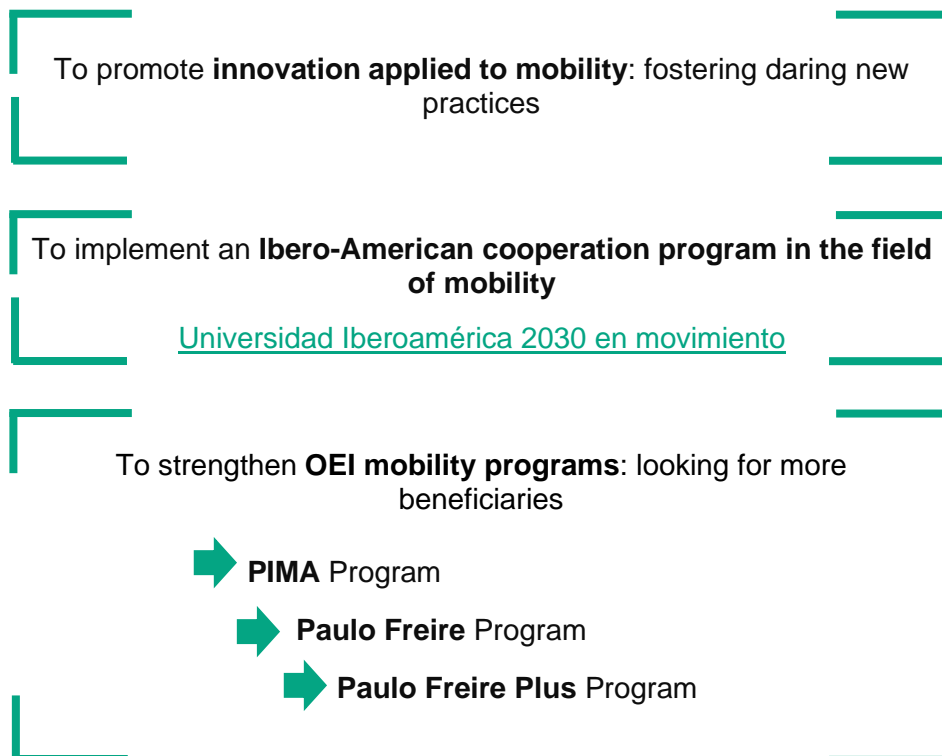 To promote innovation applied to mobility: fostering daring new
practices
To implement an Ibero-American cooperation program in the field
of mobility
Universidad Iberoamérica 2030 en movimiento
To strengthen OEI mobility programs: looking for more
beneficiaries
PIMA Program
Paulo Freire Program
Paulo Freire Plus Program